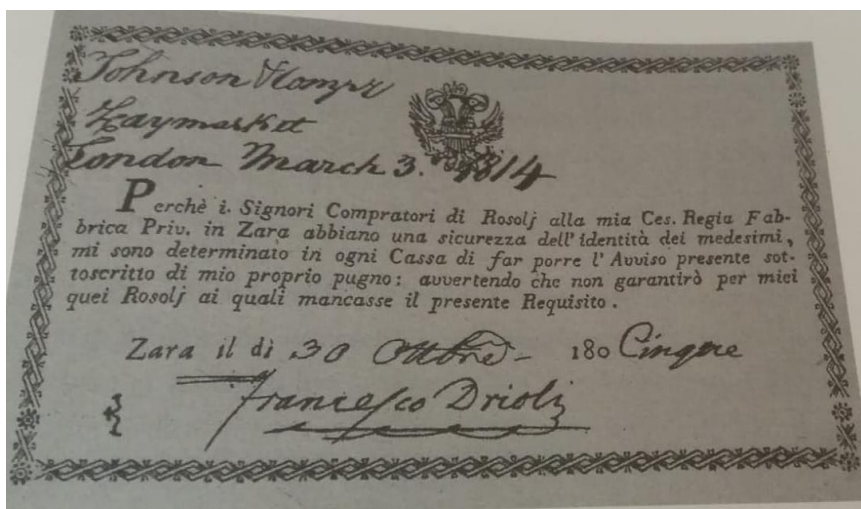 Johnson & Compy
Haymarket
London March 3. 1814
Perchè i. Signori Compratori di Rosolj alla mia Ces. Regia Fab-
brica Priv. in Zara abbiano una sicurezza dell' identità dei medesimi,
mi sono determinato in ogni Cassa di far porre l' Avviso presente sot-
toscritto di mio proprio pugno: avvertendo che non garantirò per miei
quei Rosolj ai quali mancasse il presente Requisito.
Zara il dì 30 Ottbre 180 Cinque
Francesco Drioli